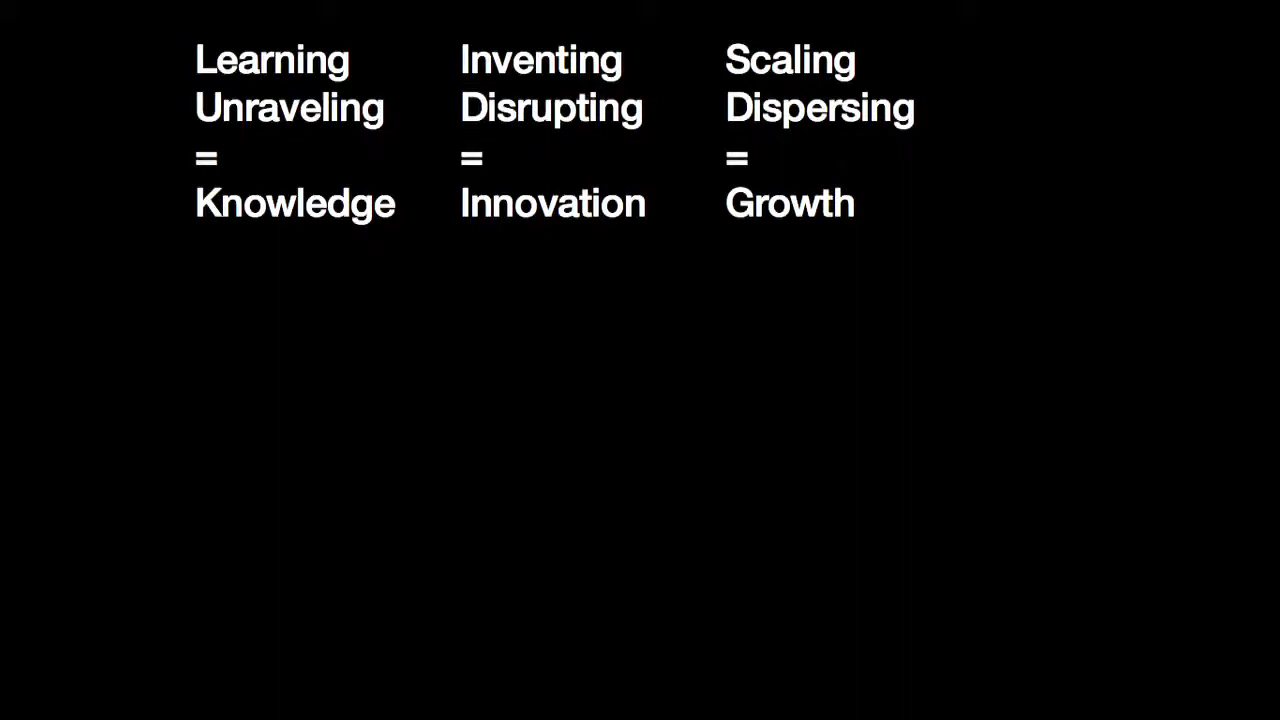 Learning
Unraveling
=
Knowledge
Inventing
Disrupting
=
Innovation
Scaling
Dispersing
=
Growth